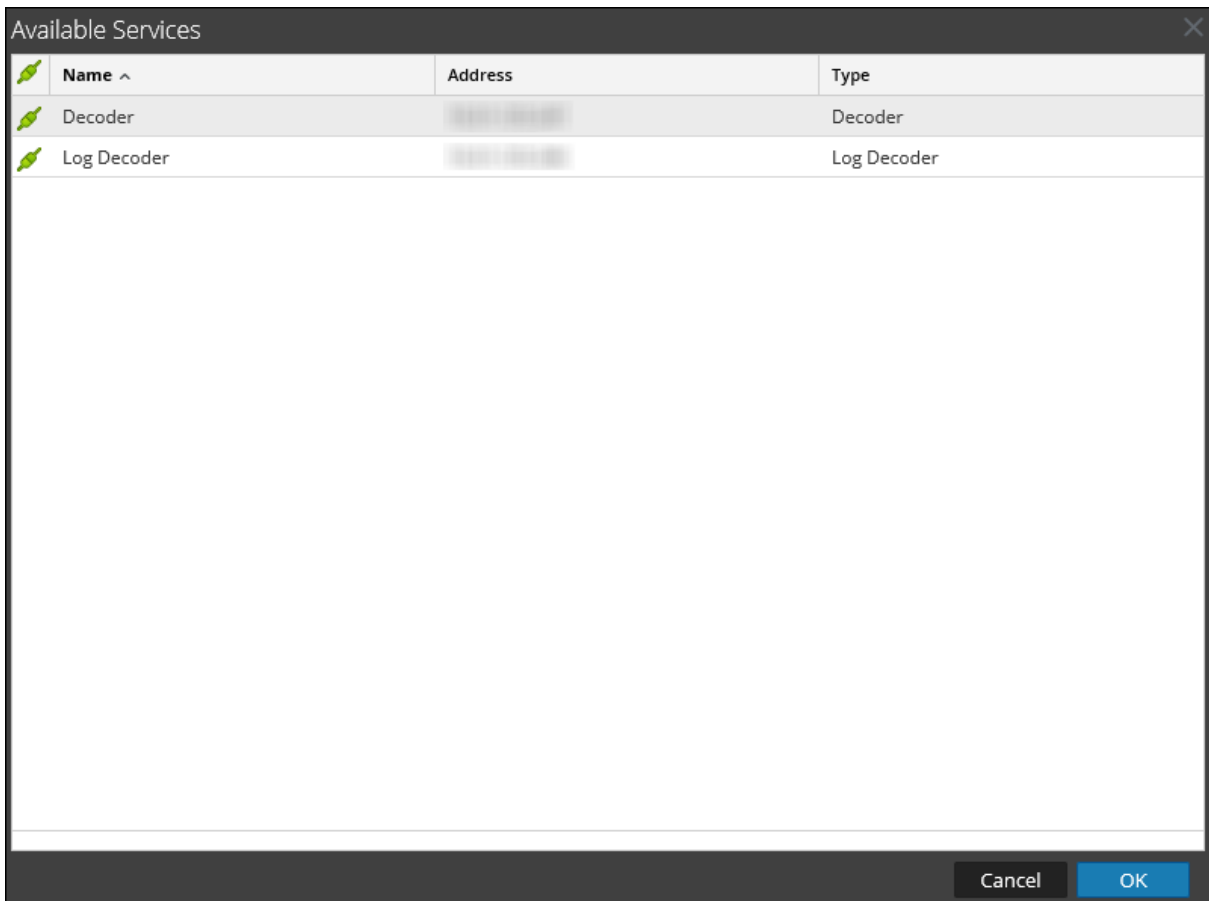 Available Services
Name Address Type
Decoder Decoder
Log Decoder Log Decoder
Cancel OK